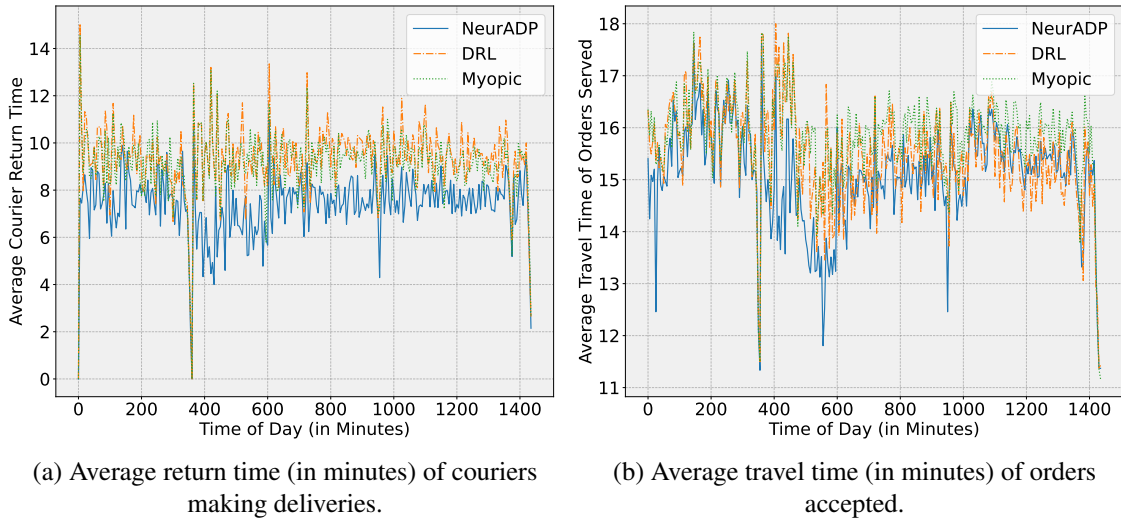 NeurADP
DRL
Myopic
14
12
10
8
6
4
2
0
Average Courier Return Time
0 200 400 600 800 1000 1200 1400
Time of Day (in Minutes)
(a) Average return time (in minutes) of couriers
making deliveries.
NeurADP
DRL
Myopic
18
17
16
15
14
13
12
11
Average Travel Time of Orders Served
0 200 400 600 800 1000 1200 1400
Time of Day (in Minutes)
(b) Average travel time (in minutes) of orders
accepted.